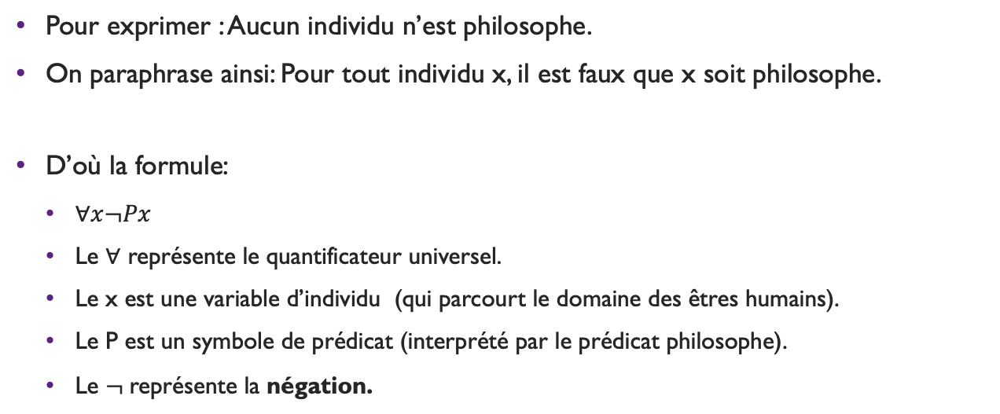 • Pour exprimer : Aucun individu n’est philosophe.
• On paraphrase ainsi: Pour tout individu x, il est faux que x soit philosophe.
• D’où la formule:
• ∀x¬Px
• Le ∀ représente le quantificateur universel.
• Le x est une variable d’individu (qui parcourt le domaine des êtres humains).
• Le P est un symbole de prédicat (interprété par le prédicat philosophe).
• Le ¬ représente la négation.